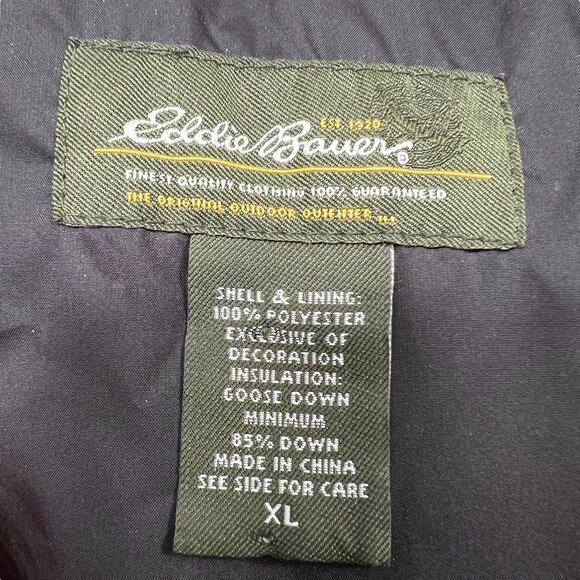 EST. 1920
Eddie Bauer®
FINEST QUALITY CLOTHING 100% GUARANTEED
THE ORIGINAL OUTDOOR OUTFITTER ™
SHELL & LINING:
100% POLYESTER
EXCLUSIVE OF
DECORATION
INSULATION:
GOOSE DOWN
MINIMUM
85% DOWN
MADE IN CHINA
SEE SIDE FOR CARE
XL